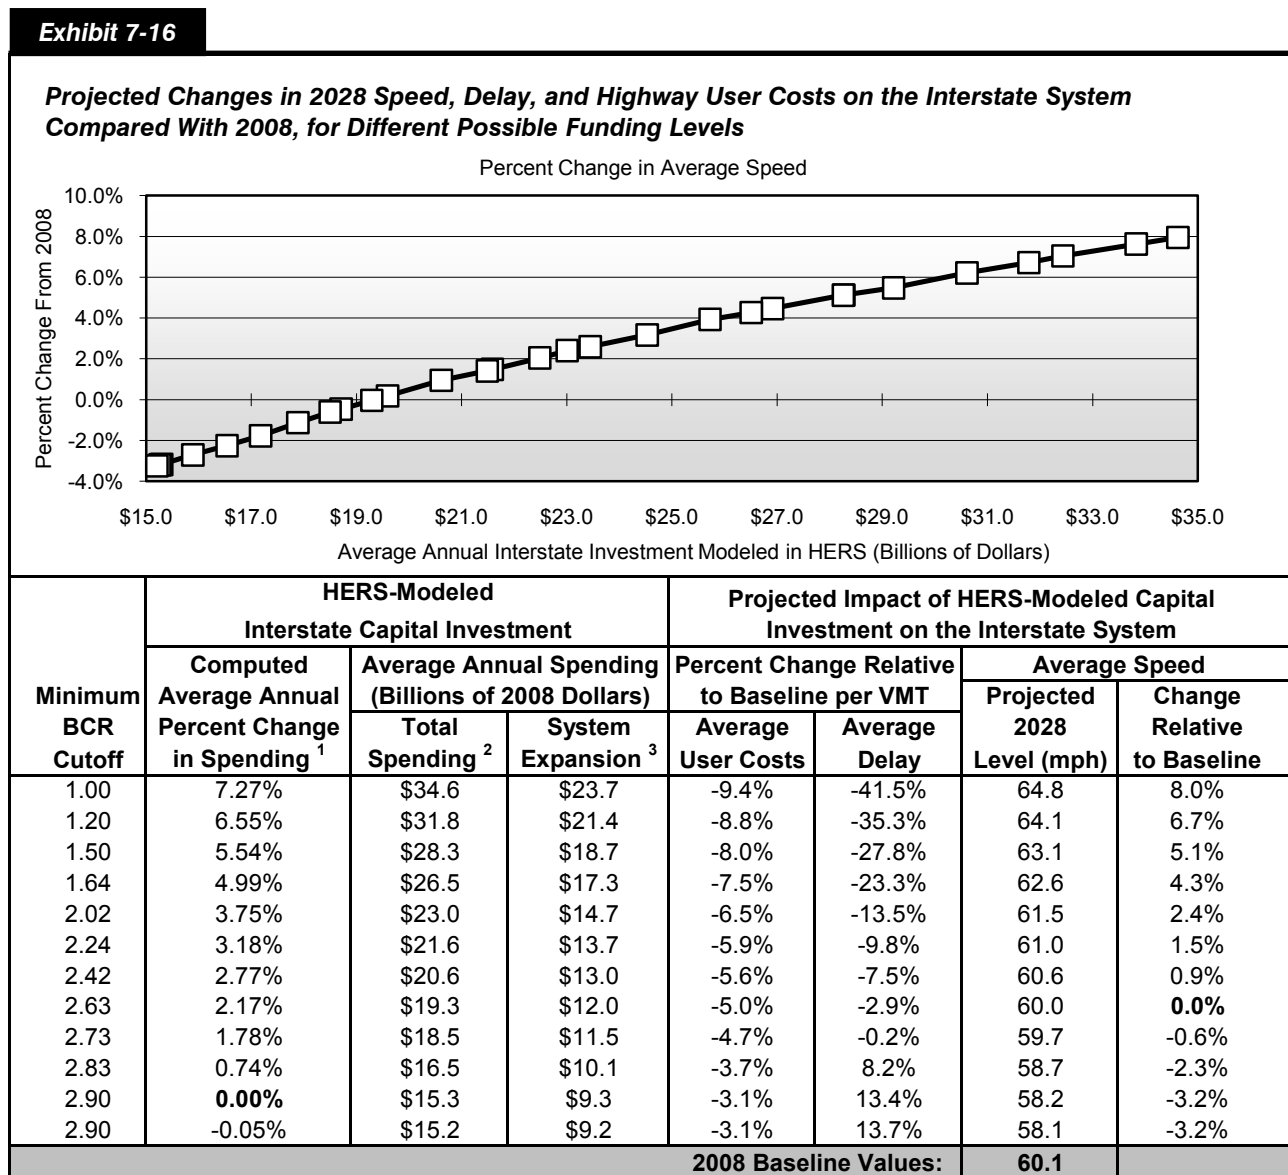 Exhibit 7-16
Projected Changes in 2028 Speed, Delay, and Highway User Costs on the Interstate System
Compared With 2008, for Different Possible Funding Levels
Percent Change in Average Speed
Percent Change From 2008
10.0%
8.0%
6.0%
4.0%
2.0%
0.0%
-2.0%
-4.0%
$15.0 $17.0 $19.0 $21.0 $23.0 $25.0 $27.0 $29.0 $31.0 $33.0 $35.0
Average Annual Interstate Investment Modeled in HERS (Billions of Dollars)
Minimum
BCR
Cutoff
HERS-Modeled
Interstate Capital Investment
Computed
Average Annual
Percent Change
in Spending 1
Average Annual Spending
(Billions of 2008 Dollars)
Total
Spending 2
System
Expansion 3
Projected Impact of HERS-Modeled Capital
Investment on the Interstate System
Percent Change Relative
to Baseline per VMT
Average
User Costs
Average
Delay
Average Speed
Projected
2028
Level (mph)
Change
Relative
to Baseline
1.00 7.27% $34.6 $23.7 -9.4% -41.5% 64.8 8.0%
1.20 6.55% $31.8 $21.4 -8.8% -35.3% 64.1 6.7%
1.50 5.54% $28.3 $18.7 -8.0% -27.8% 63.1 5.1%
1.64 4.99% $26.5 $17.3 -7.5% -23.3% 62.6 4.3%
2.02 3.75% $23.0 $14.7 -6.5% -13.5% 61.5 2.4%
2.24 3.18% $21.6 $13.7 -5.9% -9.8% 61.0 1.5%
2.42 2.77% $20.6 $13.0 -5.6% -7.5% 60.6 0.9%
2.63 2.17% $19.3 $12.0 -5.0% -2.9% 60.0 0.0%
2.73 1.78% $18.5 $11.5 -4.7% -0.2% 59.7 -0.6%
2.83 0.74% $16.5 $10.1 -3.7% 8.2% 58.7 -2.3%
2.90 0.00% $15.3 $9.3 -3.1% 13.4% 58.2 -3.2%
2.90 -0.05% $15.2 $9.2 -3.1% 13.7% 58.1 -3.2%
2008 Baseline Values: 60.1